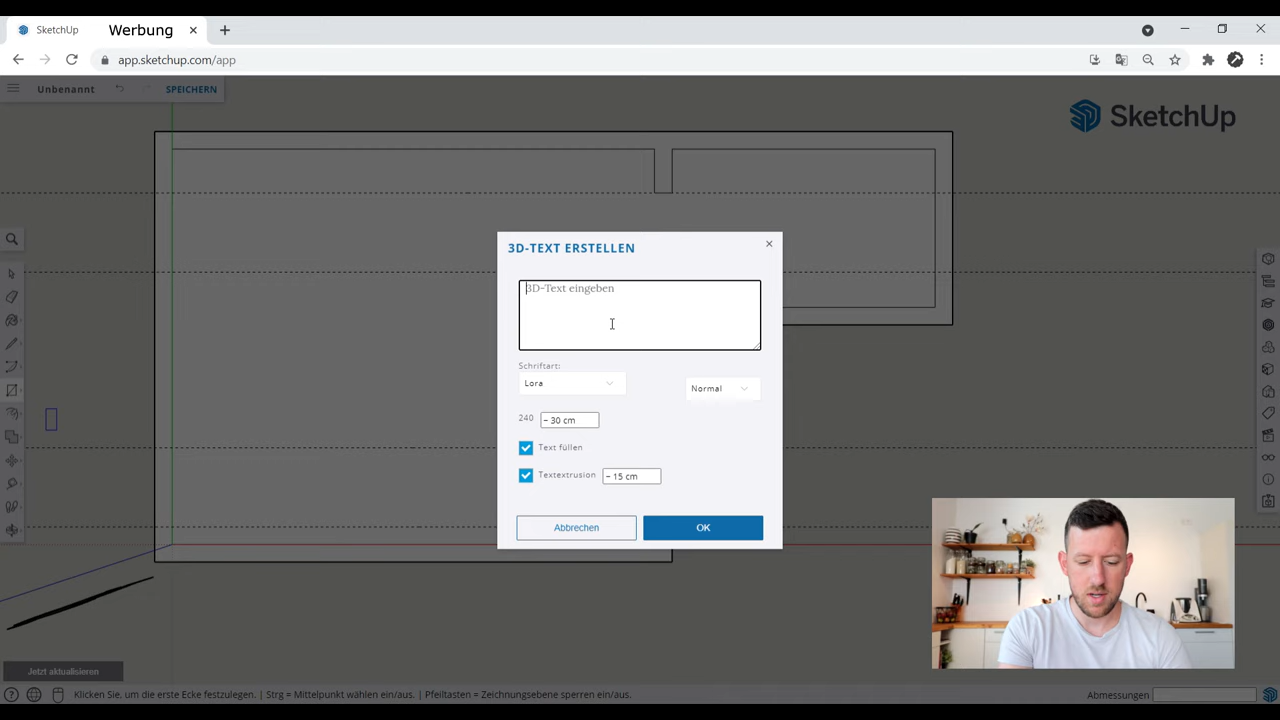 SketchUp
Werbung
app.sketchup.com/app
Unbenannt
SPEICHERN
SketchUp
3D-TEXT ERSTELLEN
3D-Text eingeben
Schriftart:
Lora
Normal
240
~ 30 cm
Text füllen
Textextrusion
~ 15 cm
Abbrechen
OK
Jetzt aktualisieren
Klicken Sie, um die erste Ecke festzulegen. | Strg = Mittelpunkt wählen ein/aus. | Pfeiltasten = Zeichnungsebene sperren ein/aus.
Abmessungen